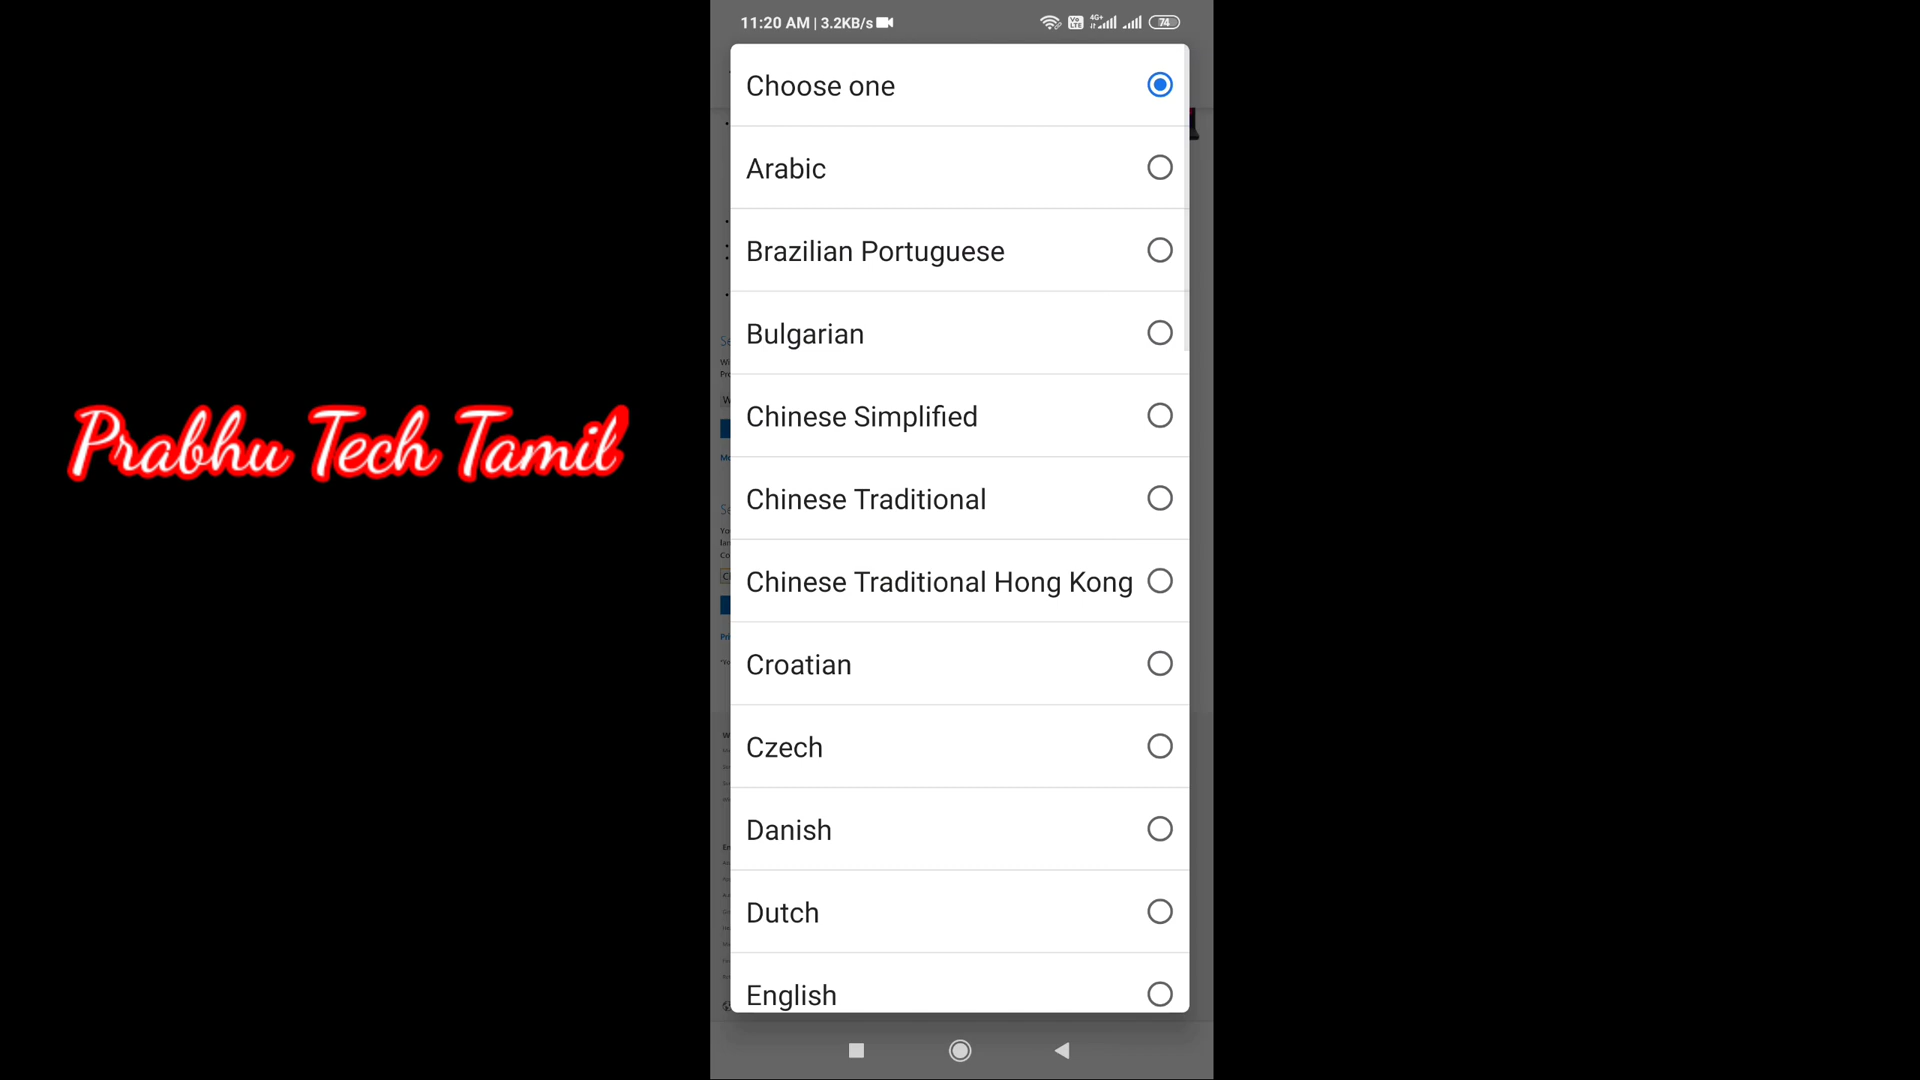 11:20 AM | 3.2KB/s
4G+
74
Choose one
Arabic
Brazilian Portuguese
Bulgarian
Chinese Simplified
Chinese Traditional
Chinese Traditional Hong Kong
Croatian
Czech
Danish
Dutch
English
Prabhu Tech Tamil